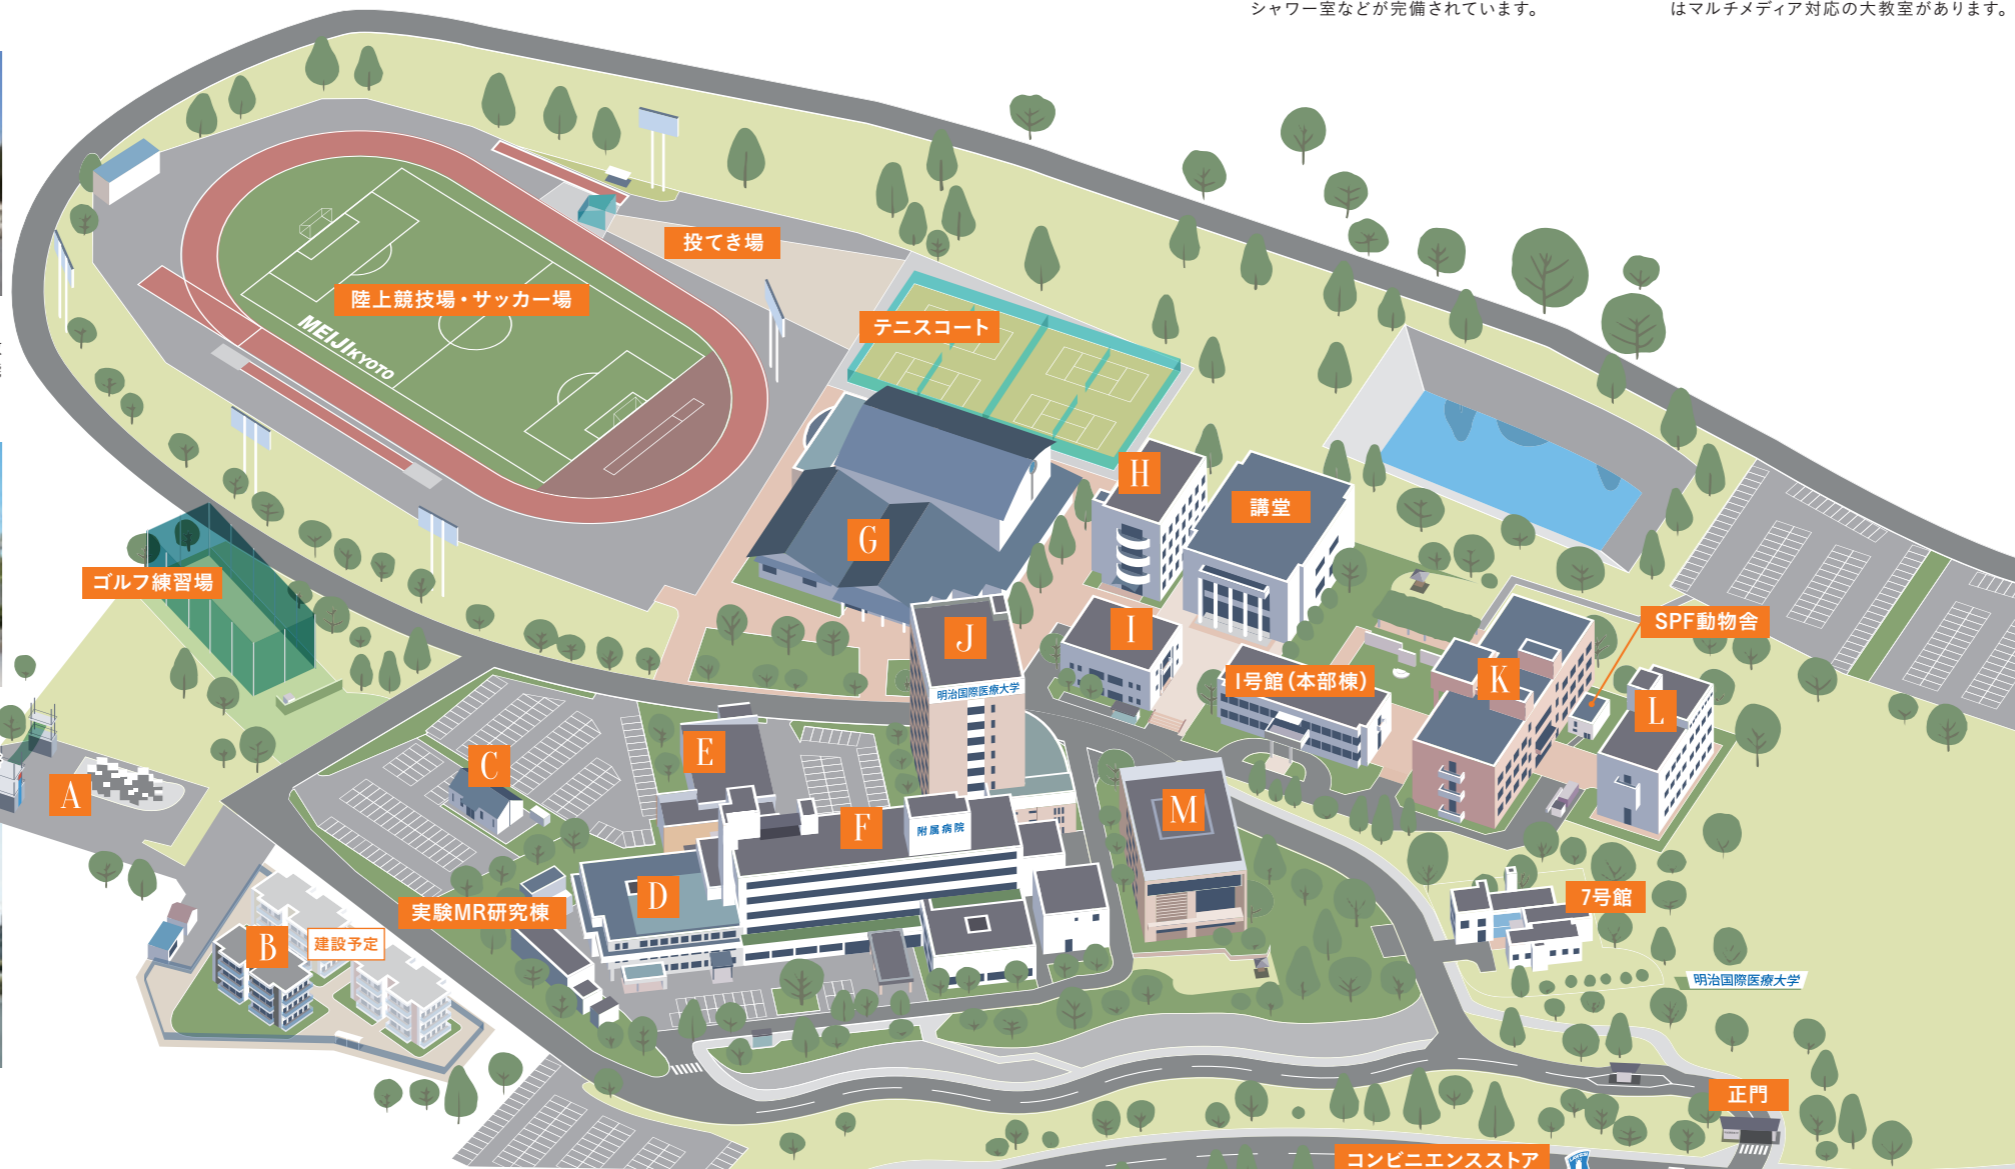 シャワー室などが完備されています。
はマルチメディア対応の大教室があります。
投てき場
陸上競技場・サッカー場
MEIJI KYOTO
テニスコート
H
講堂
G
ゴルフ練習場
J
I
SPF動物舎
明治国際医療大学
1号館（本部棟）
K
L
E
C
A
M
F
附属病院
D
7号館
実験MR研究棟
B
建設予定
明治国際医療大学
正門
コンビニエンスストア